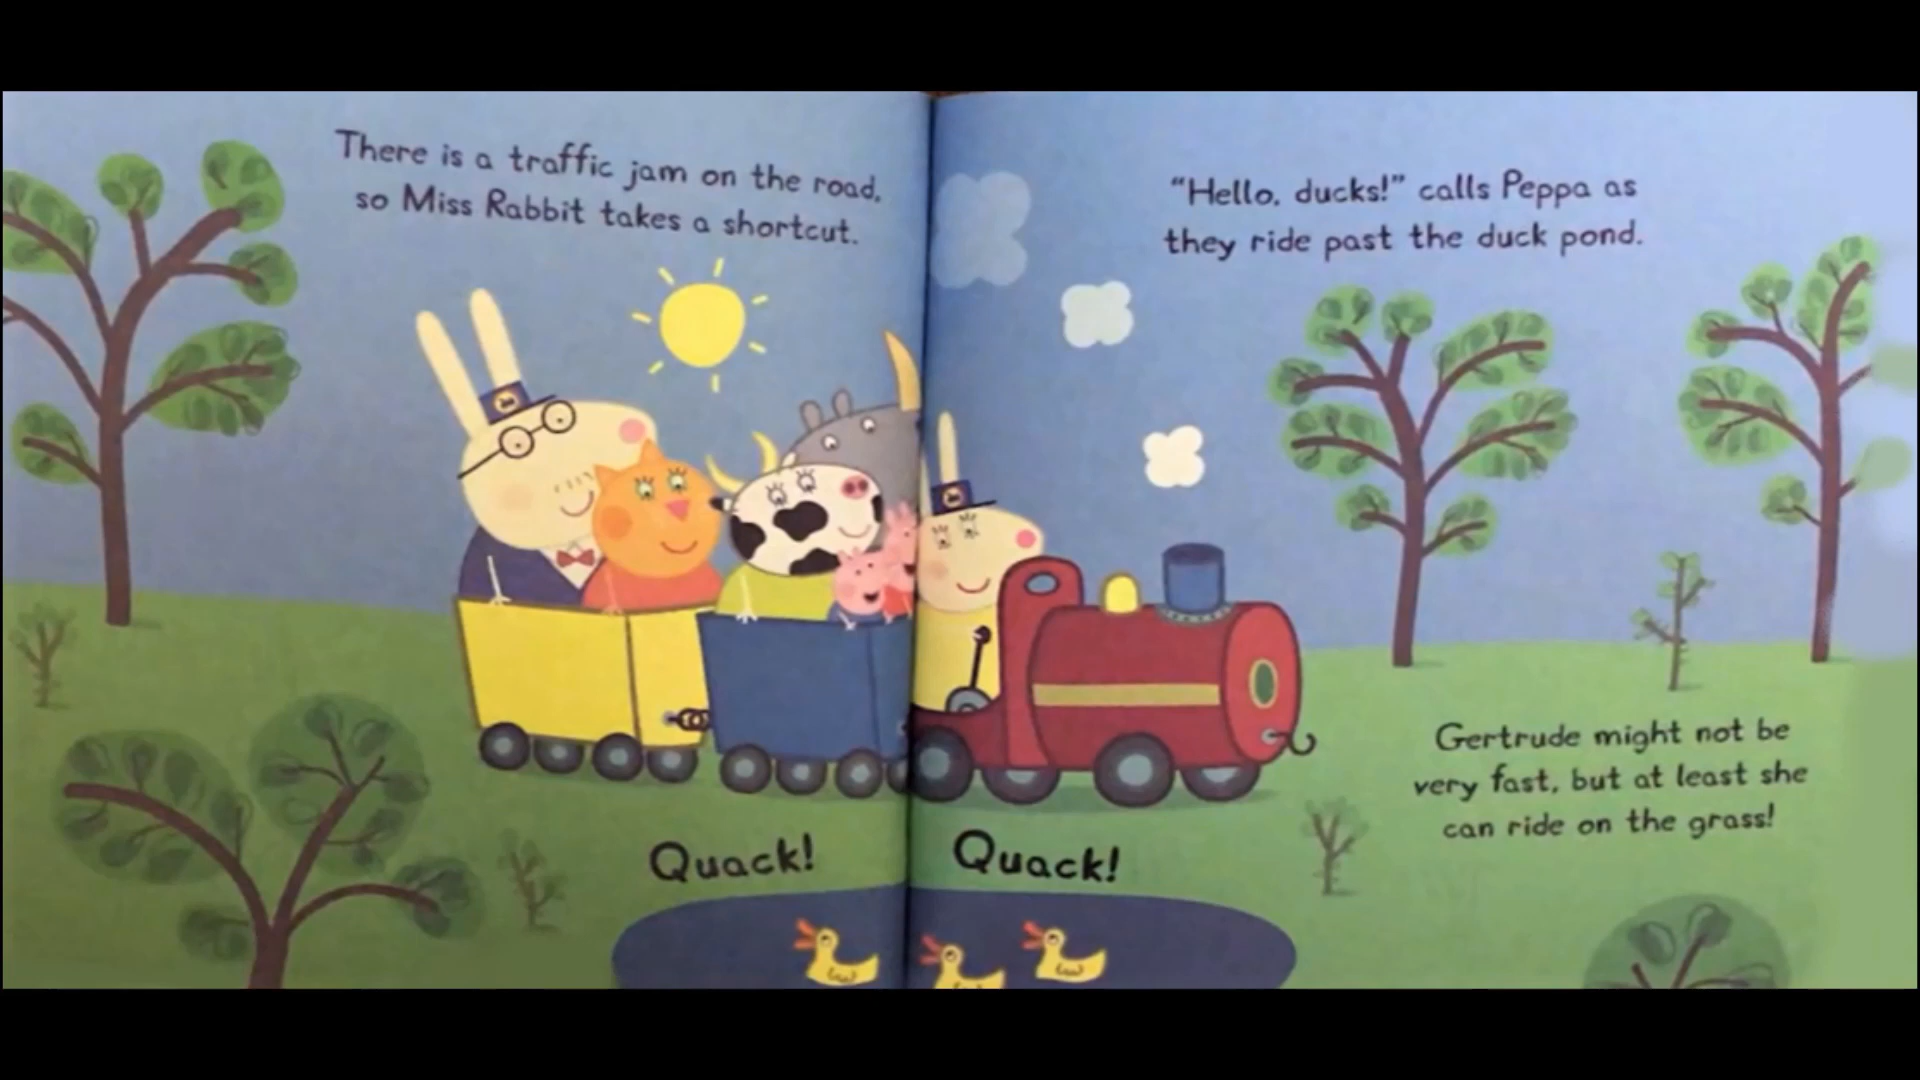 There is a traffic jam on the road,
so Miss Rabbit takes a shortcut.
"Hello, ducks!" calls Peppa as
they ride past the duck pond.
Gertrude might not be
very fast, but at least she
can ride on the grass!
Quack!
Quack!